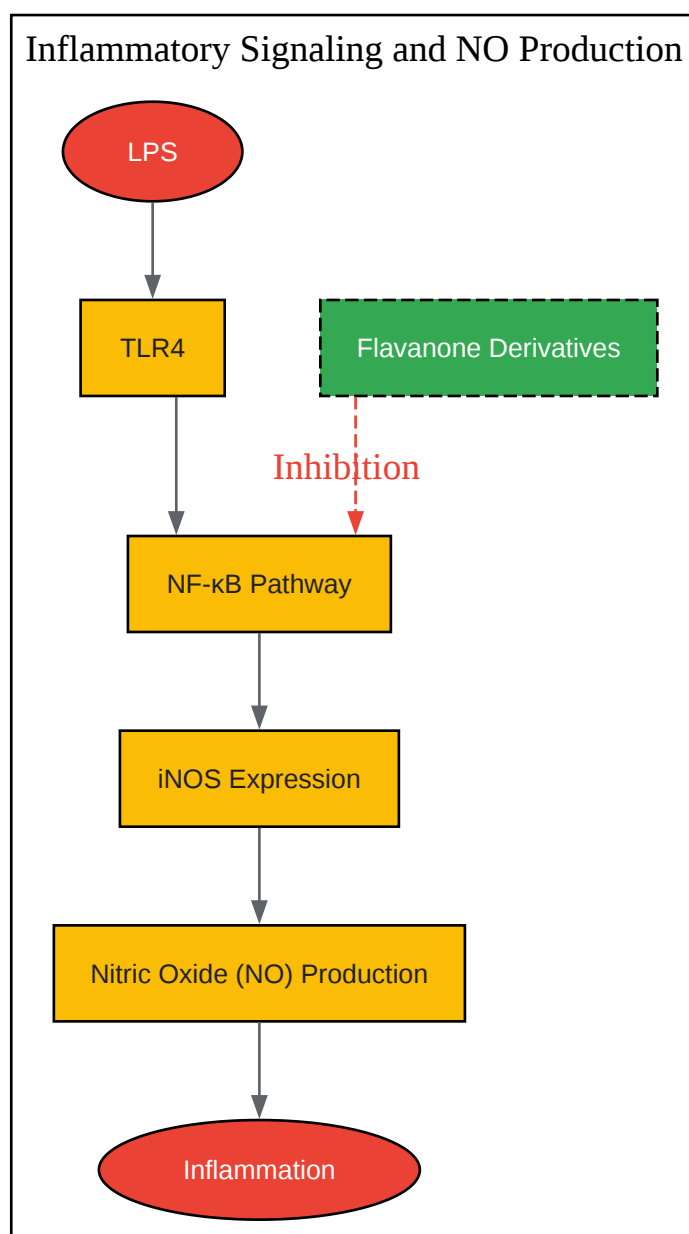 Inflammatory Signaling and NO Production
LPS
TLR4
Flavanone Derivatives
Inhibition
NF-κB Pathway
iNOS Expression
Nitric Oxide (NO) Production
Inflammation